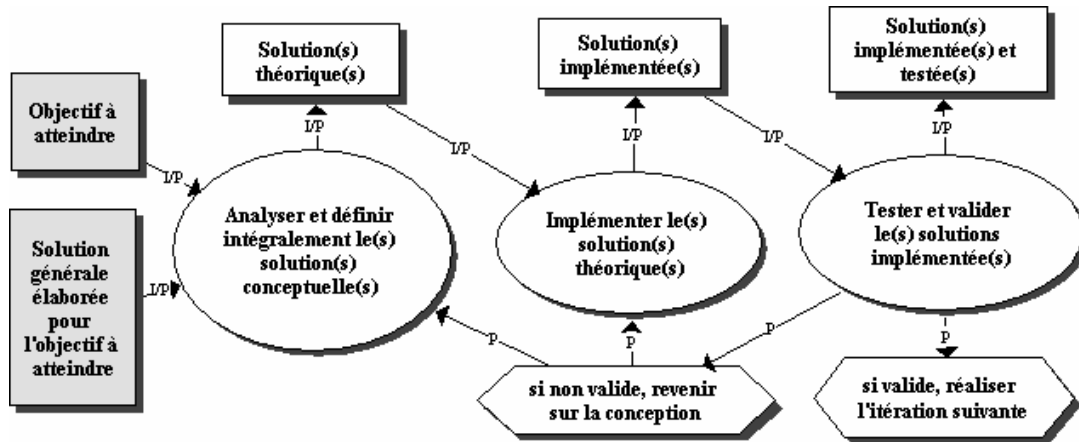 Solution(s)
théorique(s)
Solution(s)
implémentée(s)
Solution(s)
implémentée(s) et
testée(s)
Objectif à
atteindre
I/P
I/P
I/P
I/P
I/P
I/P
I/P
Analyser et définir
intégralement le(s)
solution(s)
conceptuelle(s)
Implémenter le(s)
solution(s)
théorique(s)
Tester et valider
le(s) solutions
implémentée(s)
Solution
générale
élaborée
pour
l'objectif à
atteindre
I/P
P
P
P
P
si non valide, revenir
sur la conception
si valide, réaliser
l'itération suivante